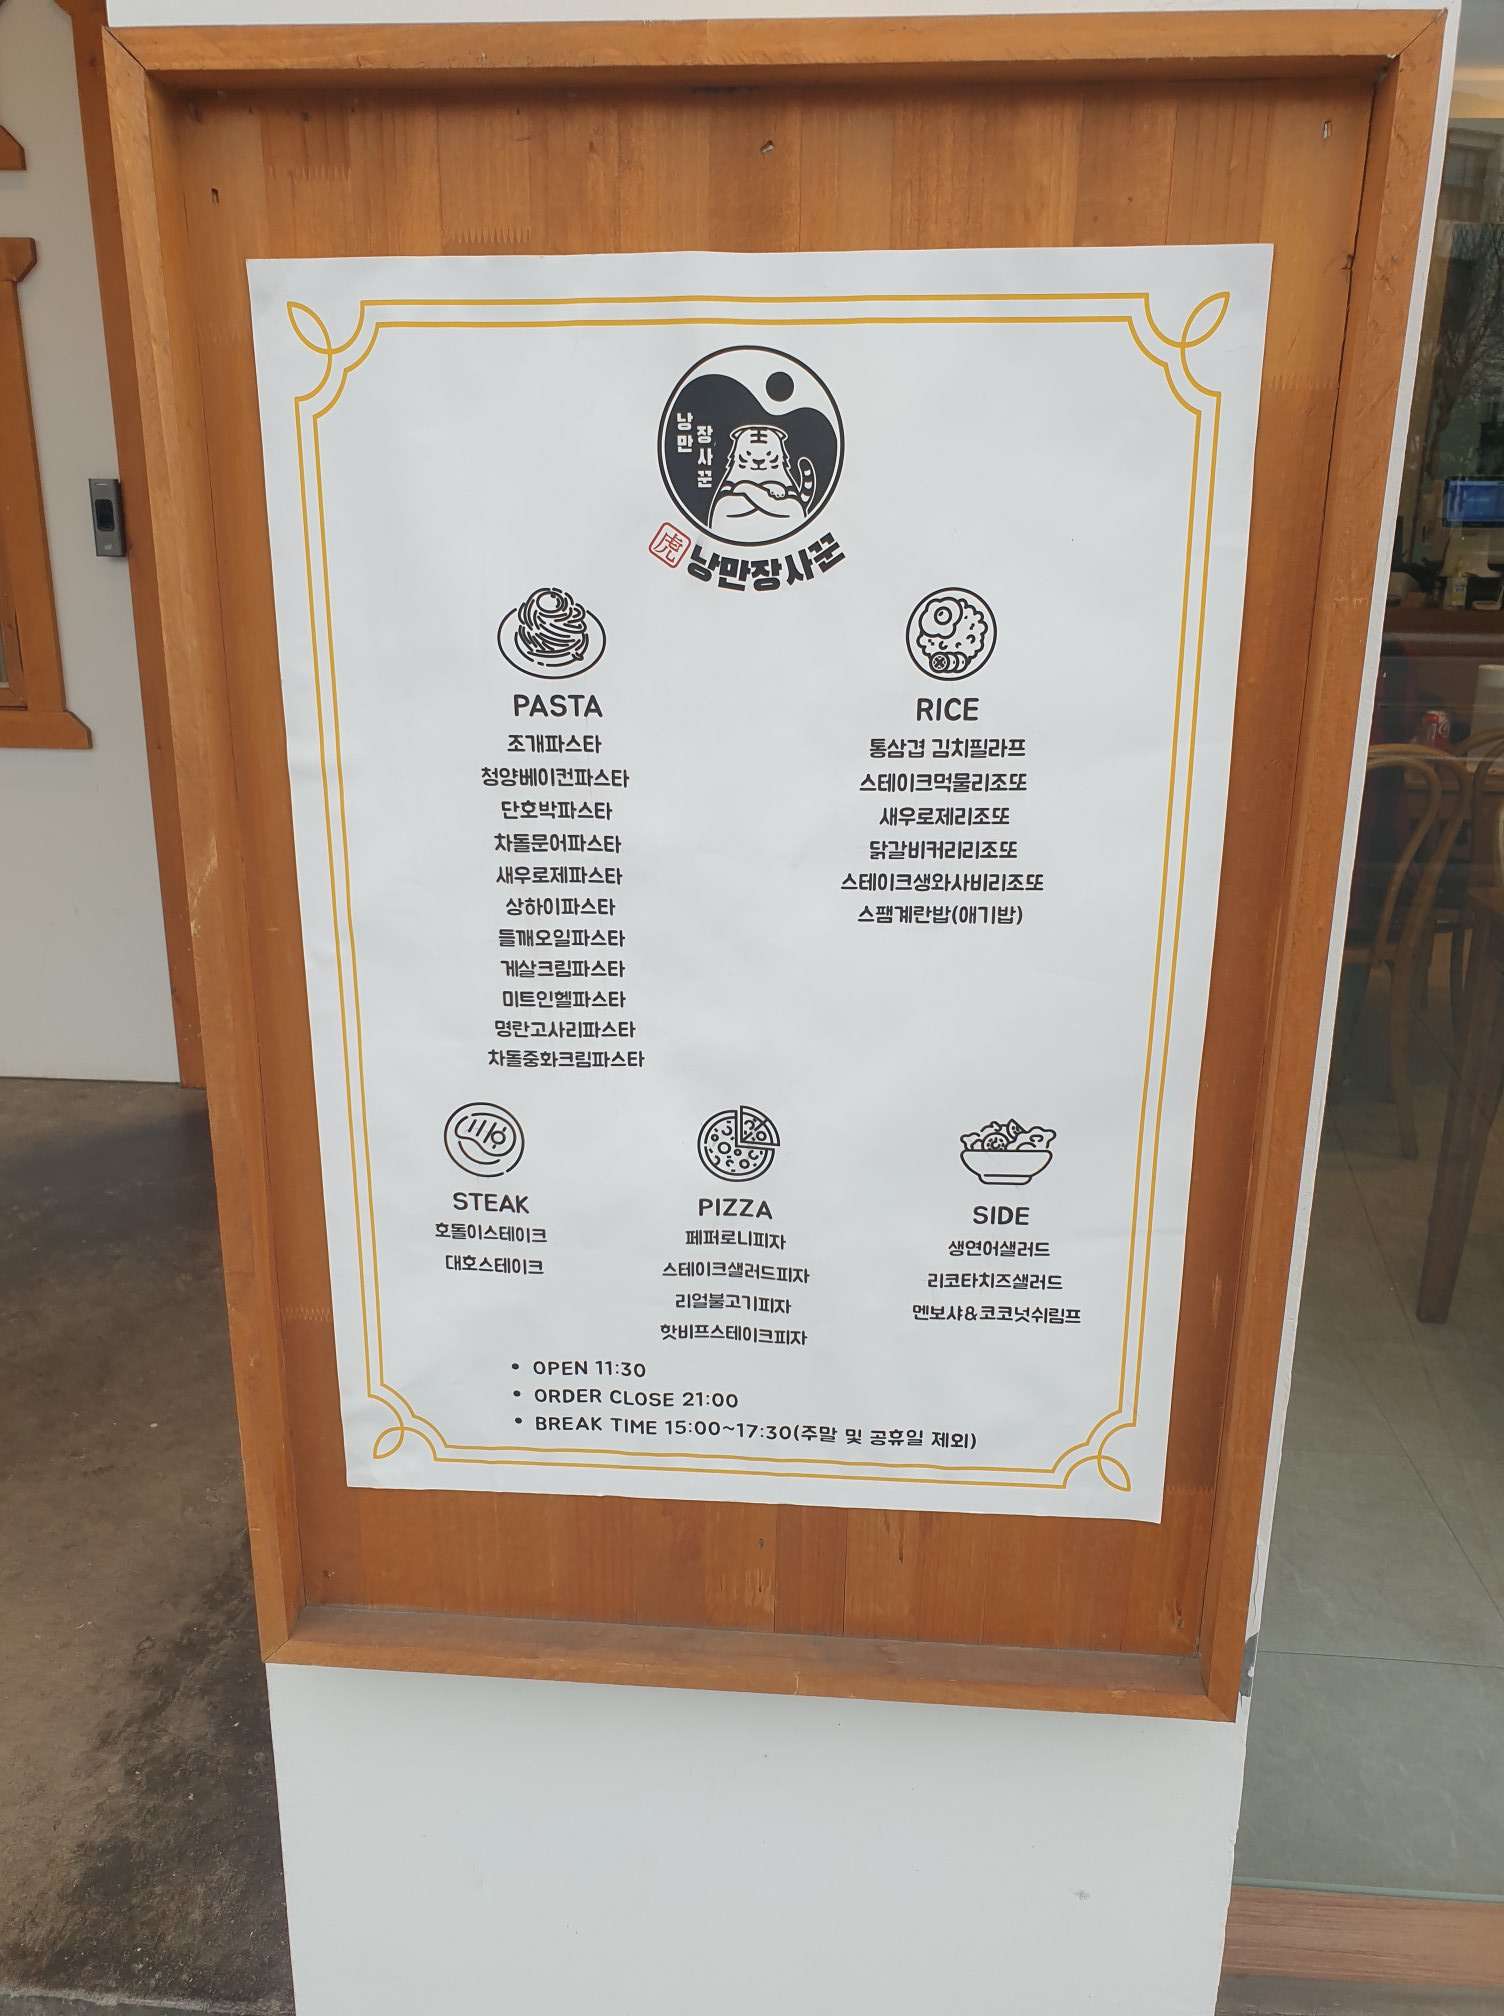 낭만
장사꾼
虎 낭만장사꾼
PASTA
조개파스타
청양베이컨파스타
단호박파스타
차돌문어파스타
새우로제파스타
상하이파스타
들깨오일파스타
게살크림파스타
미트인헬파스타
명란고사리파스타
차돌중화크림파스타
RICE
통삼겹 김치필라프
스테이크먹물리조또
새우로제리조또
닭갈비커리리조또
스테이크생와사비리조또
스팸계란밥(애기밥)
STEAK
호돌이스테이크
대호스테이크
PIZZA
페퍼로니피자
스테이크샐러드피자
리얼불고기피자
핫비프스테이크피자
SIDE
생연어샐러드
리코타치즈샐러드
멘보샤&코코넛쉬림프
• OPEN 11:30
• ORDER CLOSE 21:00
• BREAK TIME 15:00~17:30(주말 및 공휴일 제외)